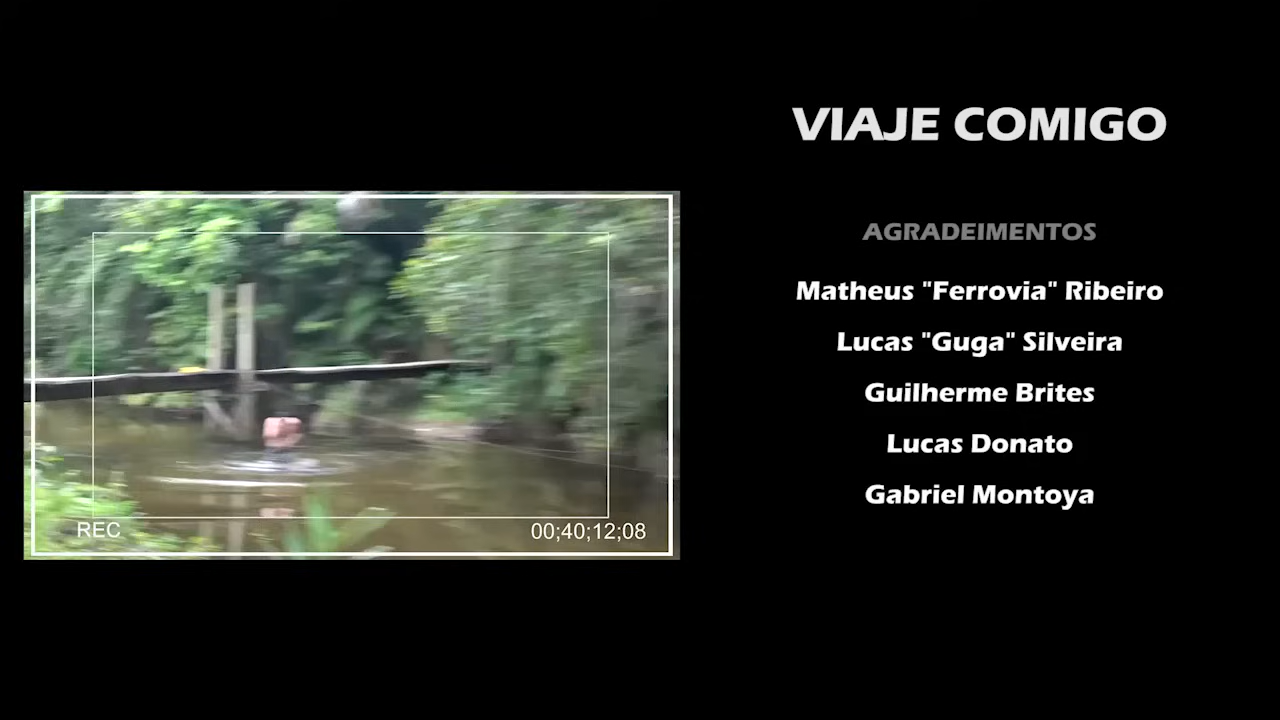 VIAJE COMIGO
AGRADEIMENTOS
Matheus "Ferrovia" Ribeiro
Lucas "Guga" Silveira
Guilherme Brites
Lucas Donato
Gabriel Montoya
REC
00;40;12;08